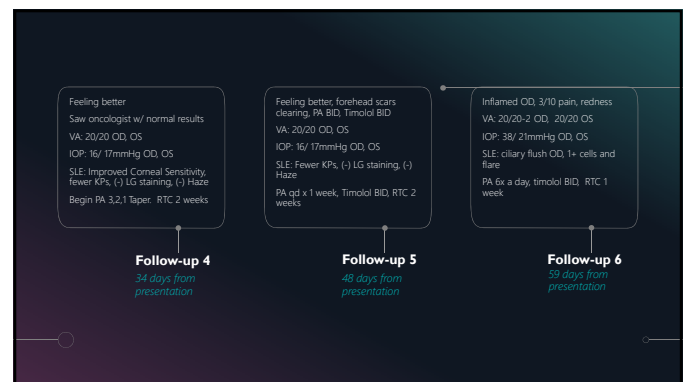 Feeling better
Saw oncologist w/ normal results
VA: 20/20 OD, OS
IOP: 16/ 17mmHg OD, OS
SLE: Improved Corneal Sensitivity,
fewer KPs, (-) LG staining, (-) Haze
Begin PA 3,2,1 Taper.  RTC 2 weeks
Follow-up 4
34 days from
presentation
Feeling better, forehead scars
clearing, PA BID, Timolol BID
VA: 20/20 OD, OS
IOP: 16/ 17mmHg OD, OS
SLE: Fewer KPs, (-) LG staining, (-)
Haze
PA qd x 1 week, Timolol BID, RTC 2
weeks
Follow-up 5
48 days from
presentation
Inflamed OD, 3/10 pain, redness
VA: 20/20-2 OD,  20/20 OS
IOP: 38/ 21mmHg OD, OS
SLE: ciliary flush OD, 1+ cells and
flare
PA 6x a day, timolol BID,  RTC 1
week
Follow-up 6
59 days from
presentation